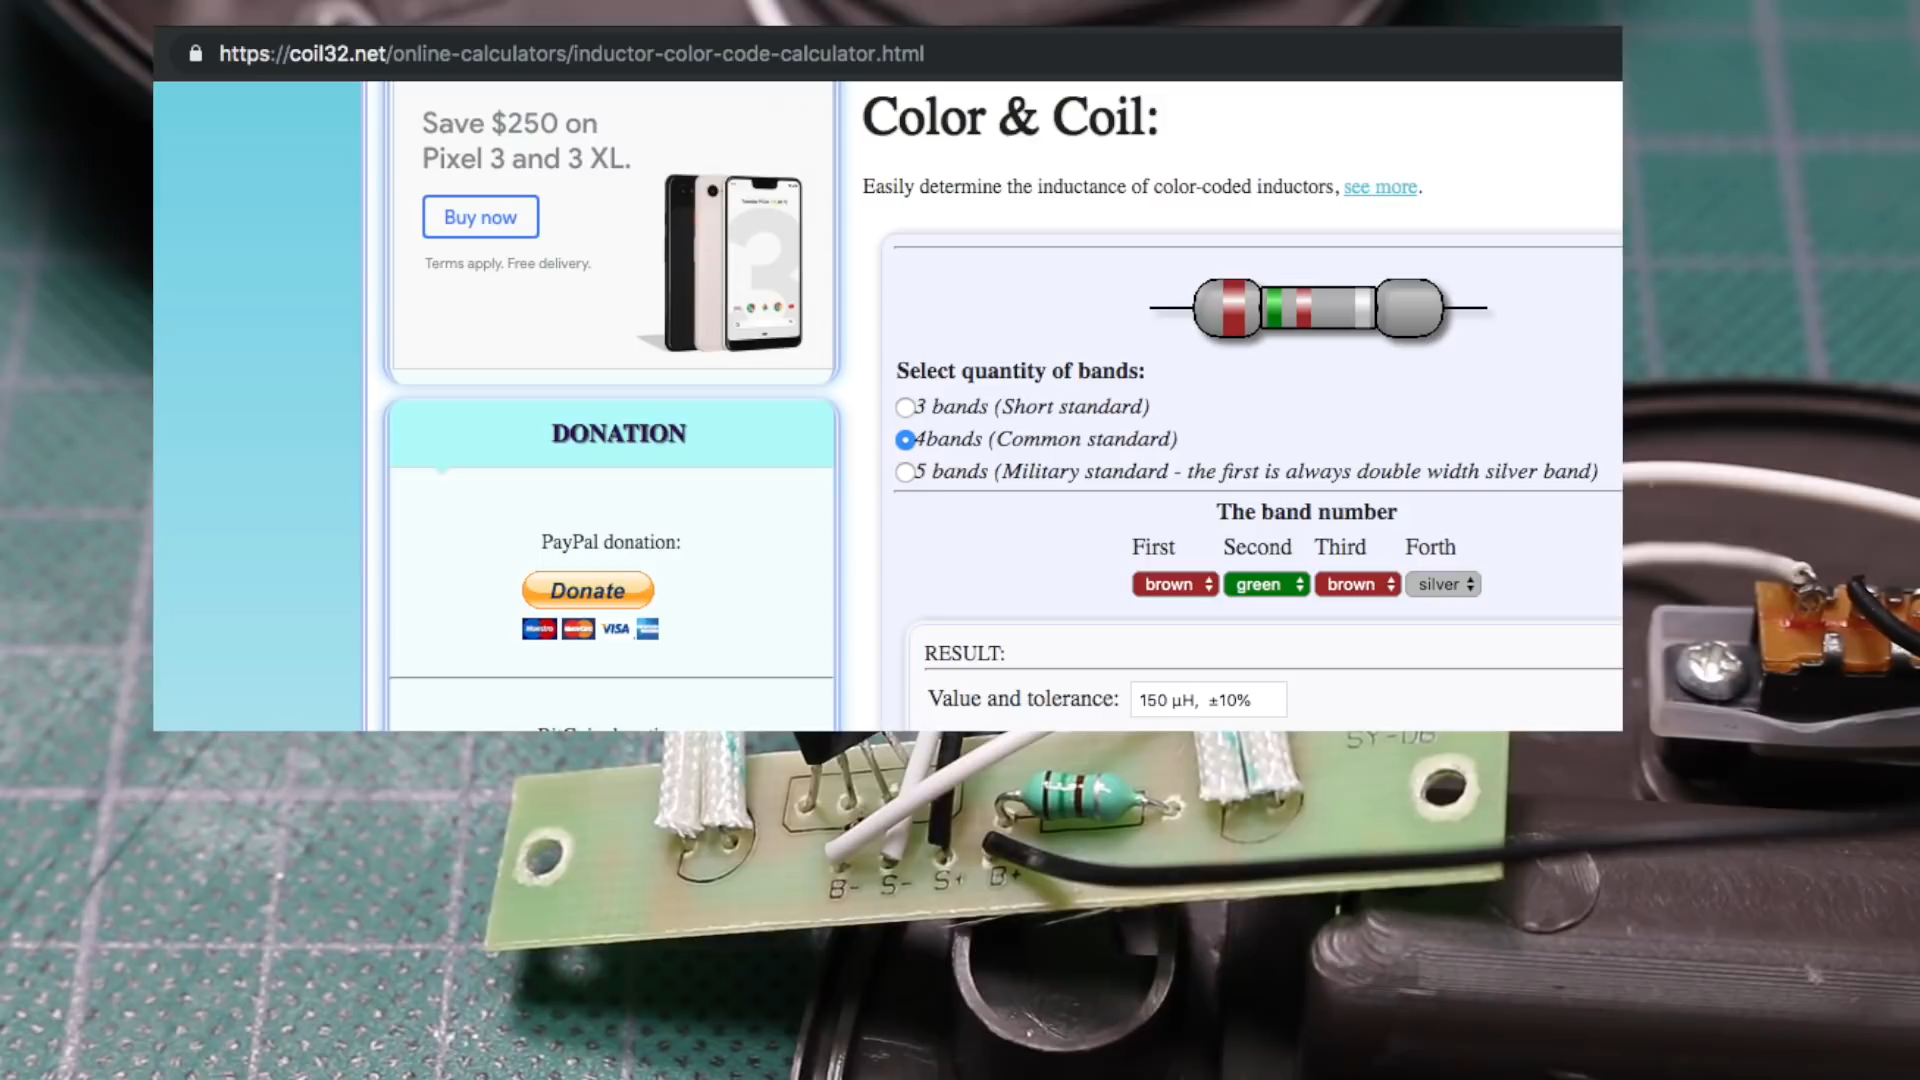 https://coil32.net/online-calculators/inductor-color-code-calculator.html
Save $250 on
Pixel 3 and 3 XL.
Buy now
Terms apply. Free delivery.
DONATION
PayPal donation:
Donate
Maestro
VISA
Color & Coil:
Easily determine the inductance of color-coded inductors, see more.
Select quantity of bands:
3 bands (Short standard)
4bands (Common standard)
5 bands (Military standard - the first is always double width silver band)
The band number
First Second Third Forth
brown green brown silver
RESULT:
Value and tolerance: 150 µH, ±10%
B- S- S+ B+